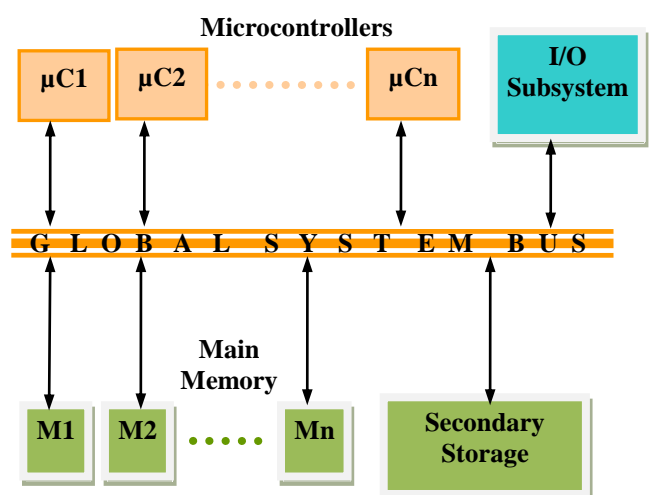 Microcontrollers
µC1
µC2
µCn
I/O
Subsystem
G L O B A L S Y S T E M B U S
Main
Memory
M1
M2
Mn
Secondary
Storage